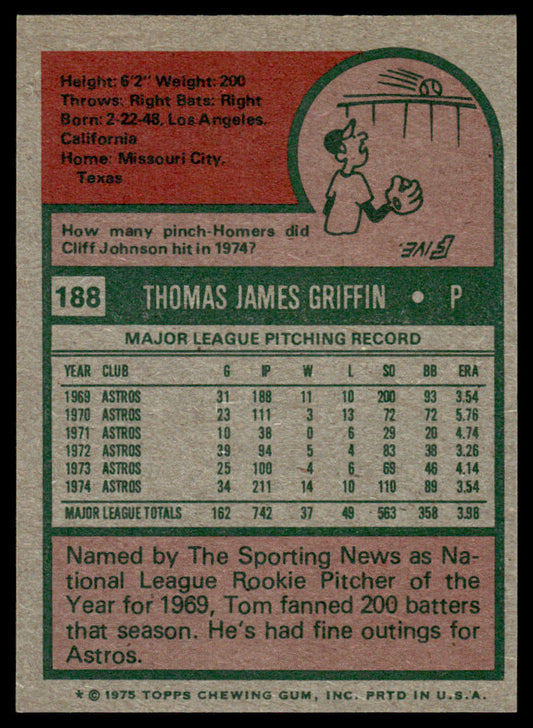 Height: 6'2" Weight: 200
Throws: Right Bats: Right
Born: 2-22-48, Los Angeles,
California
Home: Missouri City,
Texas
How many pinch-Homers did
Cliff Johnson hit in 1974?
FIVE.
188 THOMAS JAMES GRIFFIN • P
MAJOR LEAGUE PITCHING RECORD
YEAR CLUB G IP W L SO BB ERA
1969 ASTROS 31 188 11 10 200 93 3.54
1970 ASTROS 23 111 3 13 72 72 5.76
1971 ASTROS 10 38 0 6 29 20 4.74
1972 ASTROS 39 94 5 4 83 38 3.26
1973 ASTROS 25 100 4 6 69 46 4.14
1974 ASTROS 34 211 14 10 110 89 3.54
MAJOR LEAGUE TOTALS 162 742 37 49 563 358 3.98
Named by The Sporting News as Na-
tional League Rookie Pitcher of the
Year for 1969, Tom fanned 200 batters
that season. He's had fine outings for
Astros.
* © 1975 TOPPS CHEWING GUM, INC. PRTD IN U.S.A.